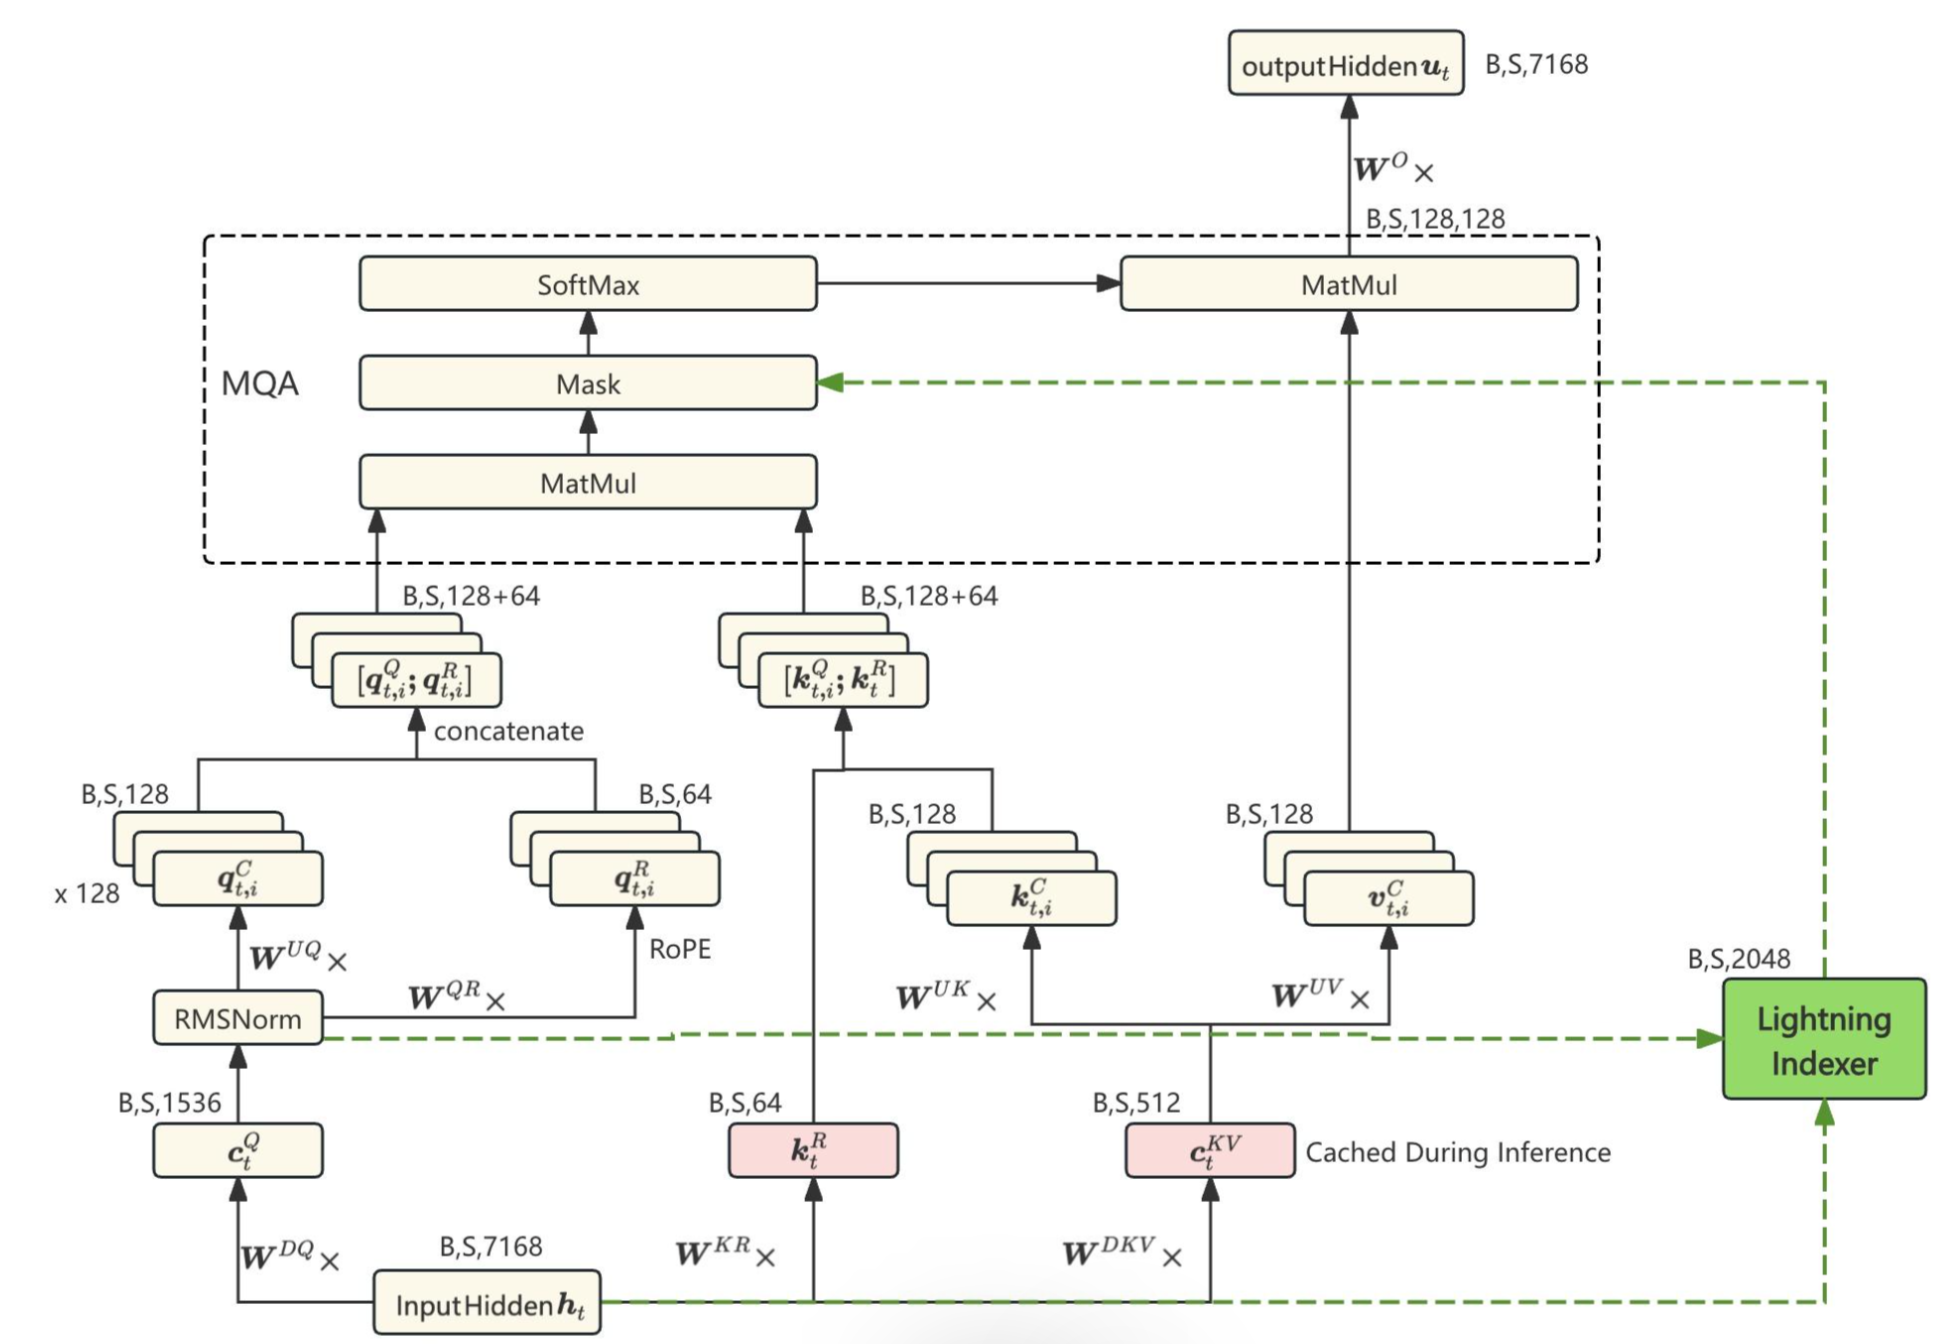 outputHidden 𝒖_t
B,S,7168
W^O ×
B,S,128,128
SoftMax
MatMul
MQA
Mask
MatMul
B,S,128+64
B,S,128+64
[q^Q_{t,i}; q^R_{t,i}]
[k^Q_{t,i}; k^R_t]
concatenate
B,S,128
B,S,64
B,S,128
B,S,128
x 128
q^C_{t,i}
q^R_{t,i}
k^C_{t,i}
v^C_{t,i}
W^{UQ} ×
RoPE
B,S,2048
W^{QR} ×
W^{UK} ×
W^{UV} ×
RMSNorm
Lightning
Indexer
B,S,1536
B,S,64
B,S,512
c^Q_t
k^R_t
c^{KV}_t
Cached During Inference
W^{DQ} ×
B,S,7168
W^{KR} ×
W^{DKV} ×
InputHidden h_t